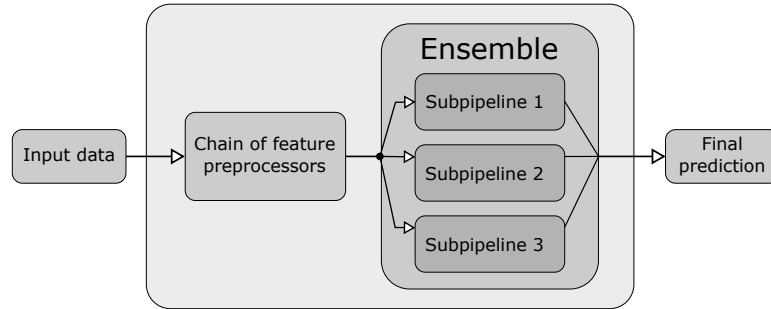 Ensemble
Subpipeline 1
Input data
Chain of feature
preprocessors
Subpipeline 2
Subpipeline 3
Final
prediction